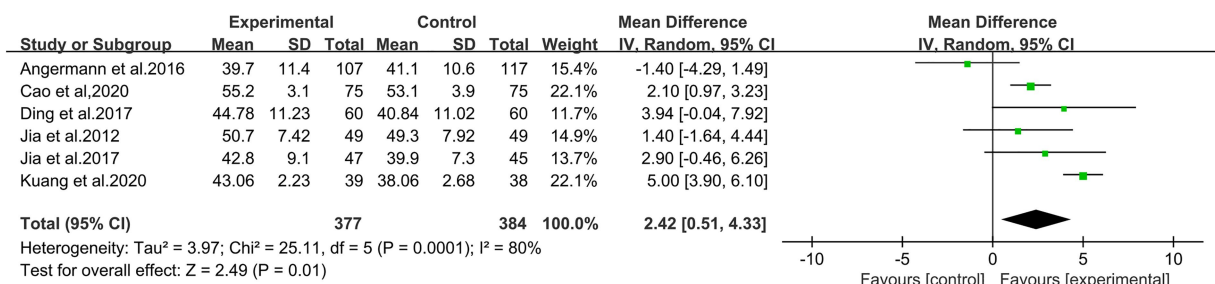 Experimental Control Mean Difference Mean Difference
Study or Subgroup Mean SD Total Mean SD Total Weight IV, Random, 95% CI IV, Random, 95% CI
Angermann et al.2016 39.7 11.4 107 41.1 10.6 117 15.4% -1.40 [-4.29, 1.49]
Cao et al,2020 55.2 3.1 75 53.1 3.9 75 22.1% 2.10 [0.97, 3.23]
Ding et al.2017 44.78 11.23 60 40.84 11.02 60 11.7% 3.94 [-0.04, 7.92]
Jia et al.2012 50.7 7.42 49 49.3 7.92 49 14.9% 1.40 [-1.64, 4.44]
Jia et al.2017 42.8 9.1 47 39.9 7.3 45 13.7% 2.90 [-0.46, 6.26]
Kuang et al.2020 43.06 2.23 39 38.06 2.68 38 22.1% 5.00 [3.90, 6.10]
Total (95% CI) 377 384 100.0% 2.42 [0.51, 4.33]
Heterogeneity: Tau² = 3.97; Chi² = 25.11, df = 5 (P = 0.0001); I² = 80%
Test for overall effect: Z = 2.49 (P = 0.01)
-10 -5 0 5 10
Favours [control] Favours [experimental]